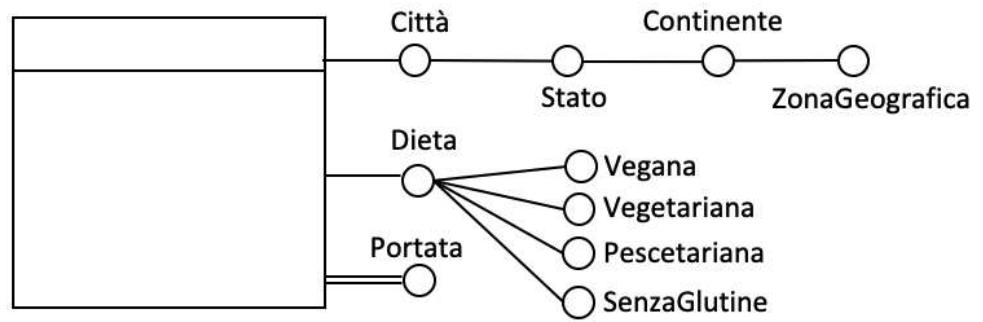 Città
Continente
Stato
ZonaGeografica
Dieta
Vegana
Vegetariana
Portata
Pescetariana
SenzaGlutine